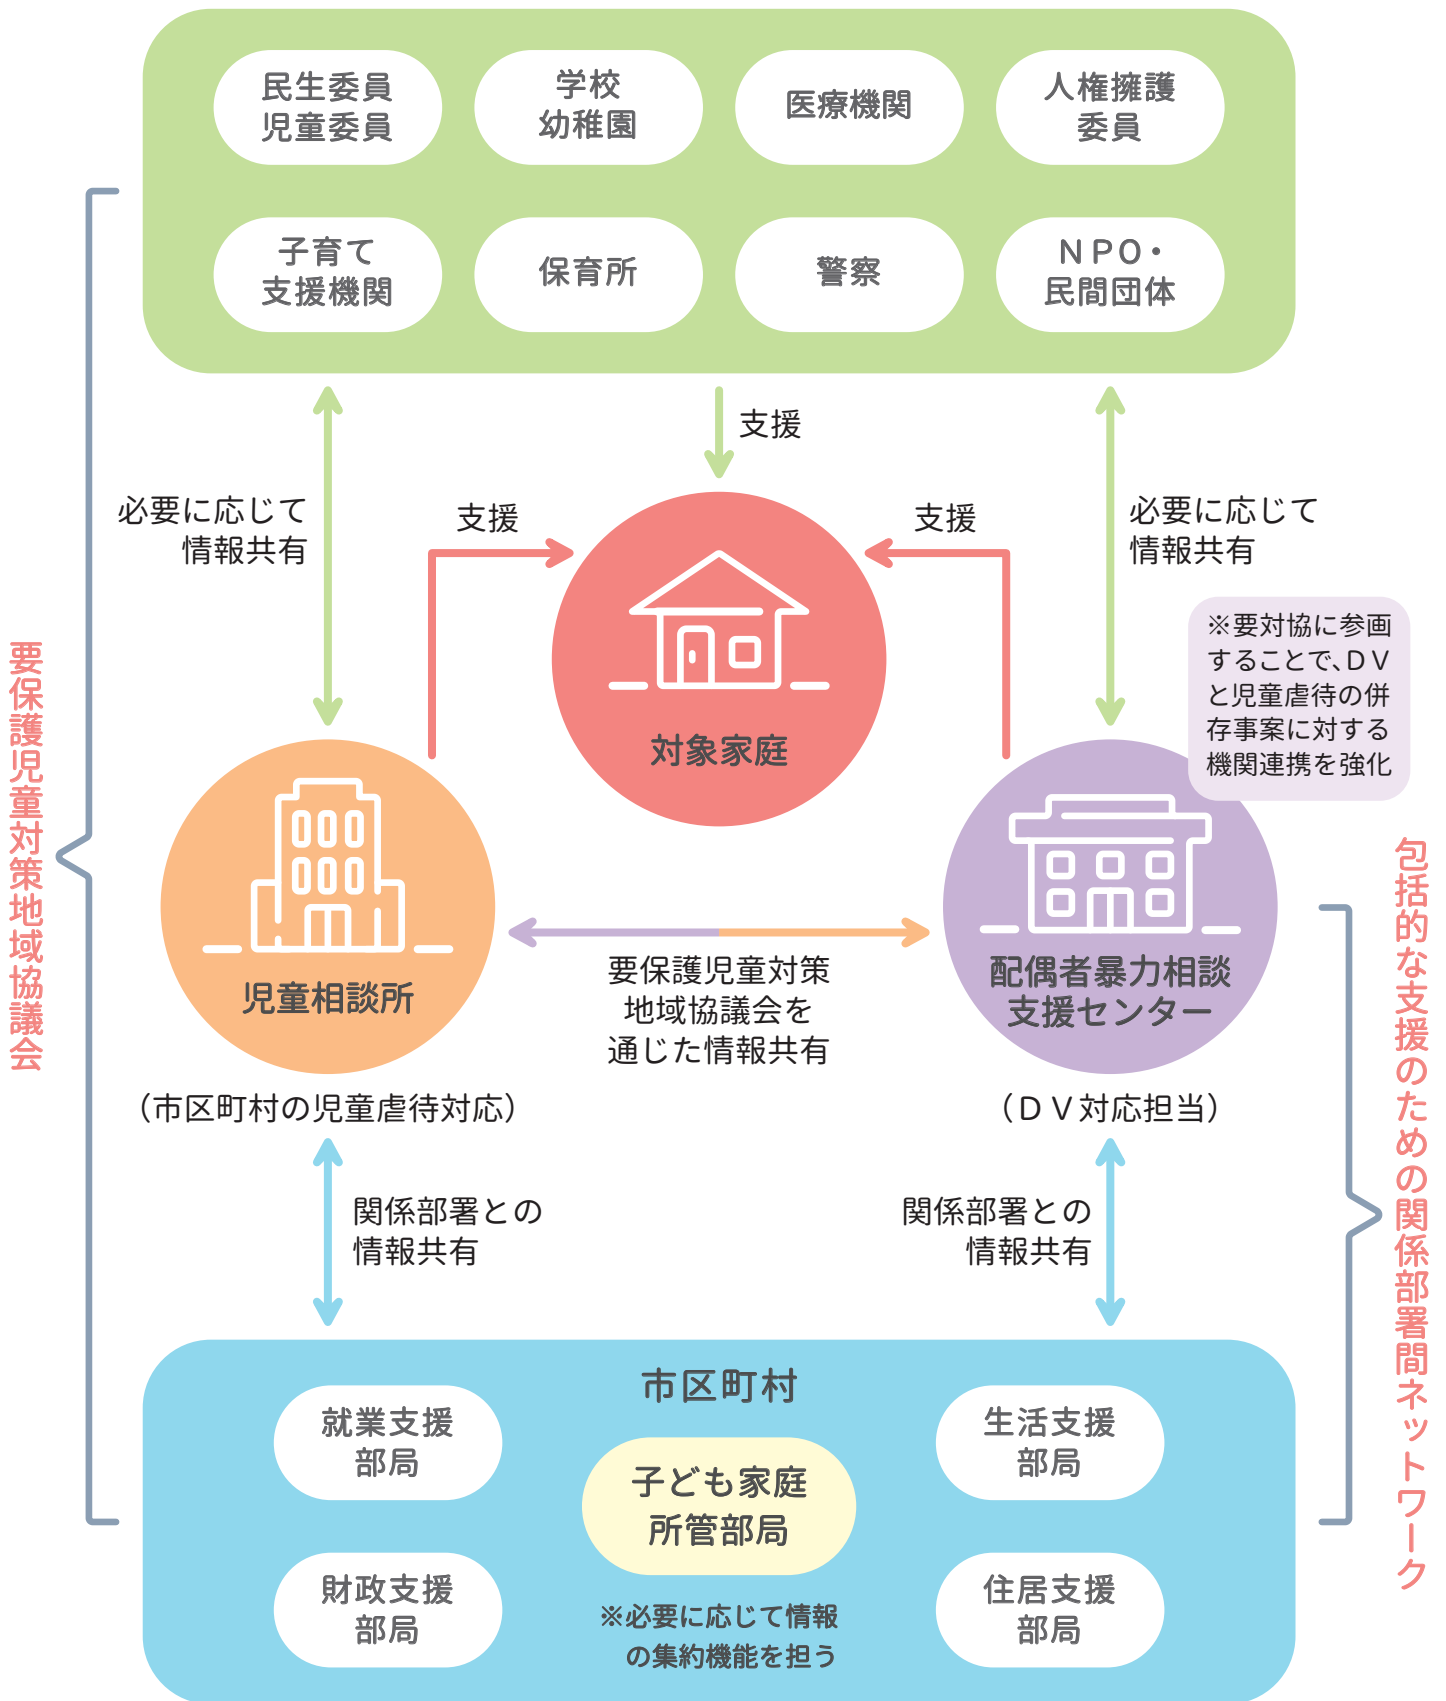 民生委員
児童委員
学校
幼稚園
医療機関
人権擁護
委員
子育て
支援機関
保育所
警察
NPO・
民間団体
支援
必要に応じて
情報共有
支援
支援
必要に応じて
情報共有
※要対協に参画
することで、DV
と児童虐待の併
存事案に対する
機関連携を強化
対象家庭
要保護児童対策地域協議会
児童相談所
要保護児童対策
地域協議会を
通じた情報共有
配偶者暴力相談
支援センター
包括的な支援のための関係部署間ネットワーク
（市区町村の児童虐待対応）
（DV対応担当）
関係部署との
情報共有
関係部署との
情報共有
市区町村
就業支援
部局
子ども家庭
所管部局
生活支援
部局
財政支援
部局
※必要に応じて情報
の集約機能を担う
住居支援
部局